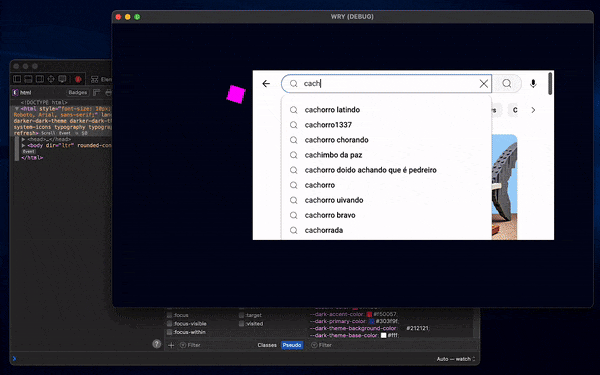 WRY (DEBUG)
cach
cachorro latindo
cachorro1337
cachorro chorando
cachimbo da paz
cachorro doido achando que é pedreiro
cachorro
cachorro uivando
cachorro bravo
cachorrada
Elem
html
Badges
<!DOCTYPE html>
<html style="font-size: 10px;
Roboto, Arial, sans-serif;" lan
darker-dark-theme darker-dark-th
system-icons typography typograp
refresh> Scroll Event = $0
<head>…</head>
<body dir="ltr" rounded-con
Event
</html>
:focus
:focus-visible
:focus-within
:target
:visited
Filter
Classes
Pseudo
Filter
--dark-accent-color: #f50057;
--dark-primary-color: #303f9f;
--dark-theme-background-color: #212121;
--dark-theme-base-color: #fff;
Auto — watch